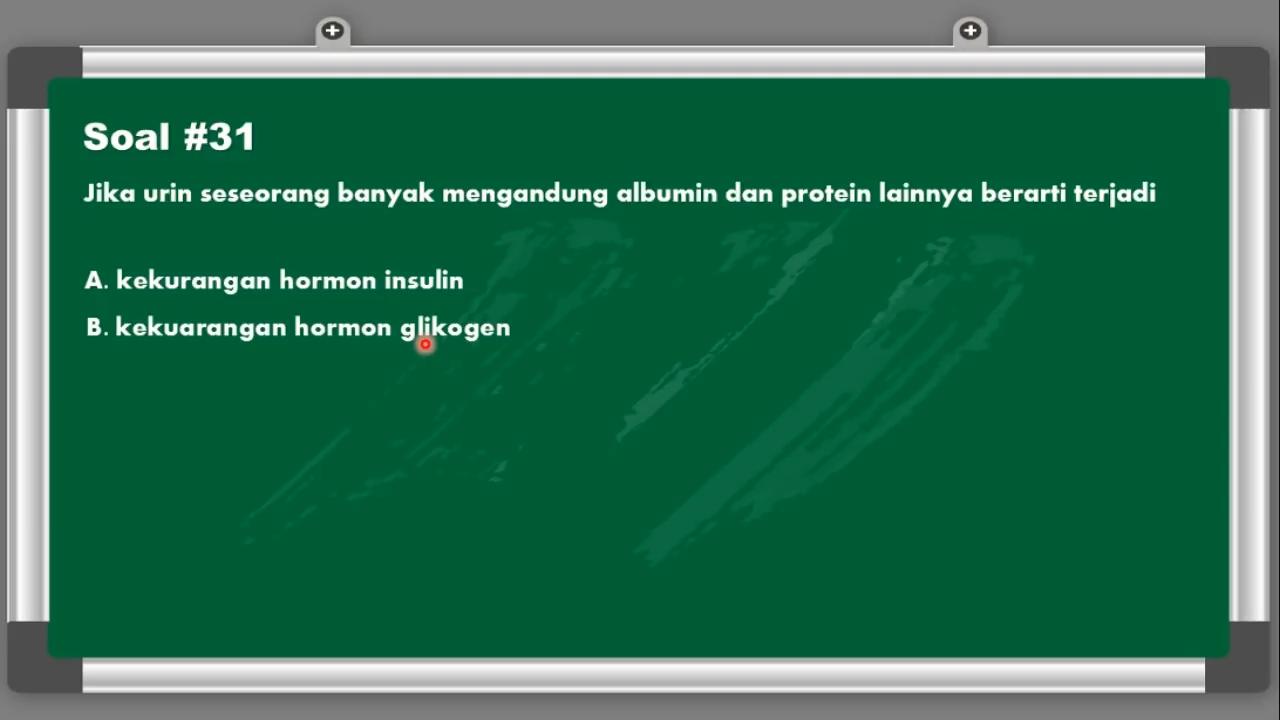 Soal #31
Jika urin seseorang banyak mengandung albumin dan protein lainnya berarti terjadi
A. kekurangan hormon insulin
B. kekuarangan hormon glikogen